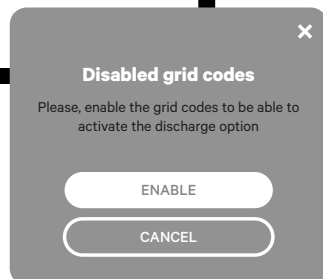 Disabled grid codes
Please, enable the grid codes to be able to
activate the discharge option
ENABLE
CANCEL